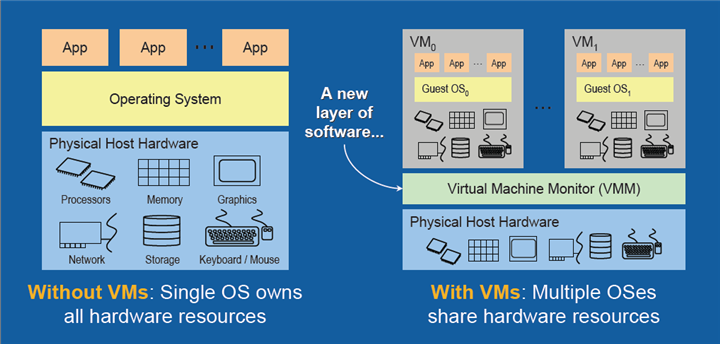 App App ... App
Operating System
Physical Host Hardware
Processors Memory Graphics
Network Storage Keyboard / Mouse
Without VMs: Single OS owns
all hardware resources
A new
layer of
software...
VM0
App App ... App
Guest OS0
...
VM1
App App ... App
Guest OS1
Virtual Machine Monitor (VMM)
Physical Host Hardware
With VMs: Multiple OSes
share hardware resources